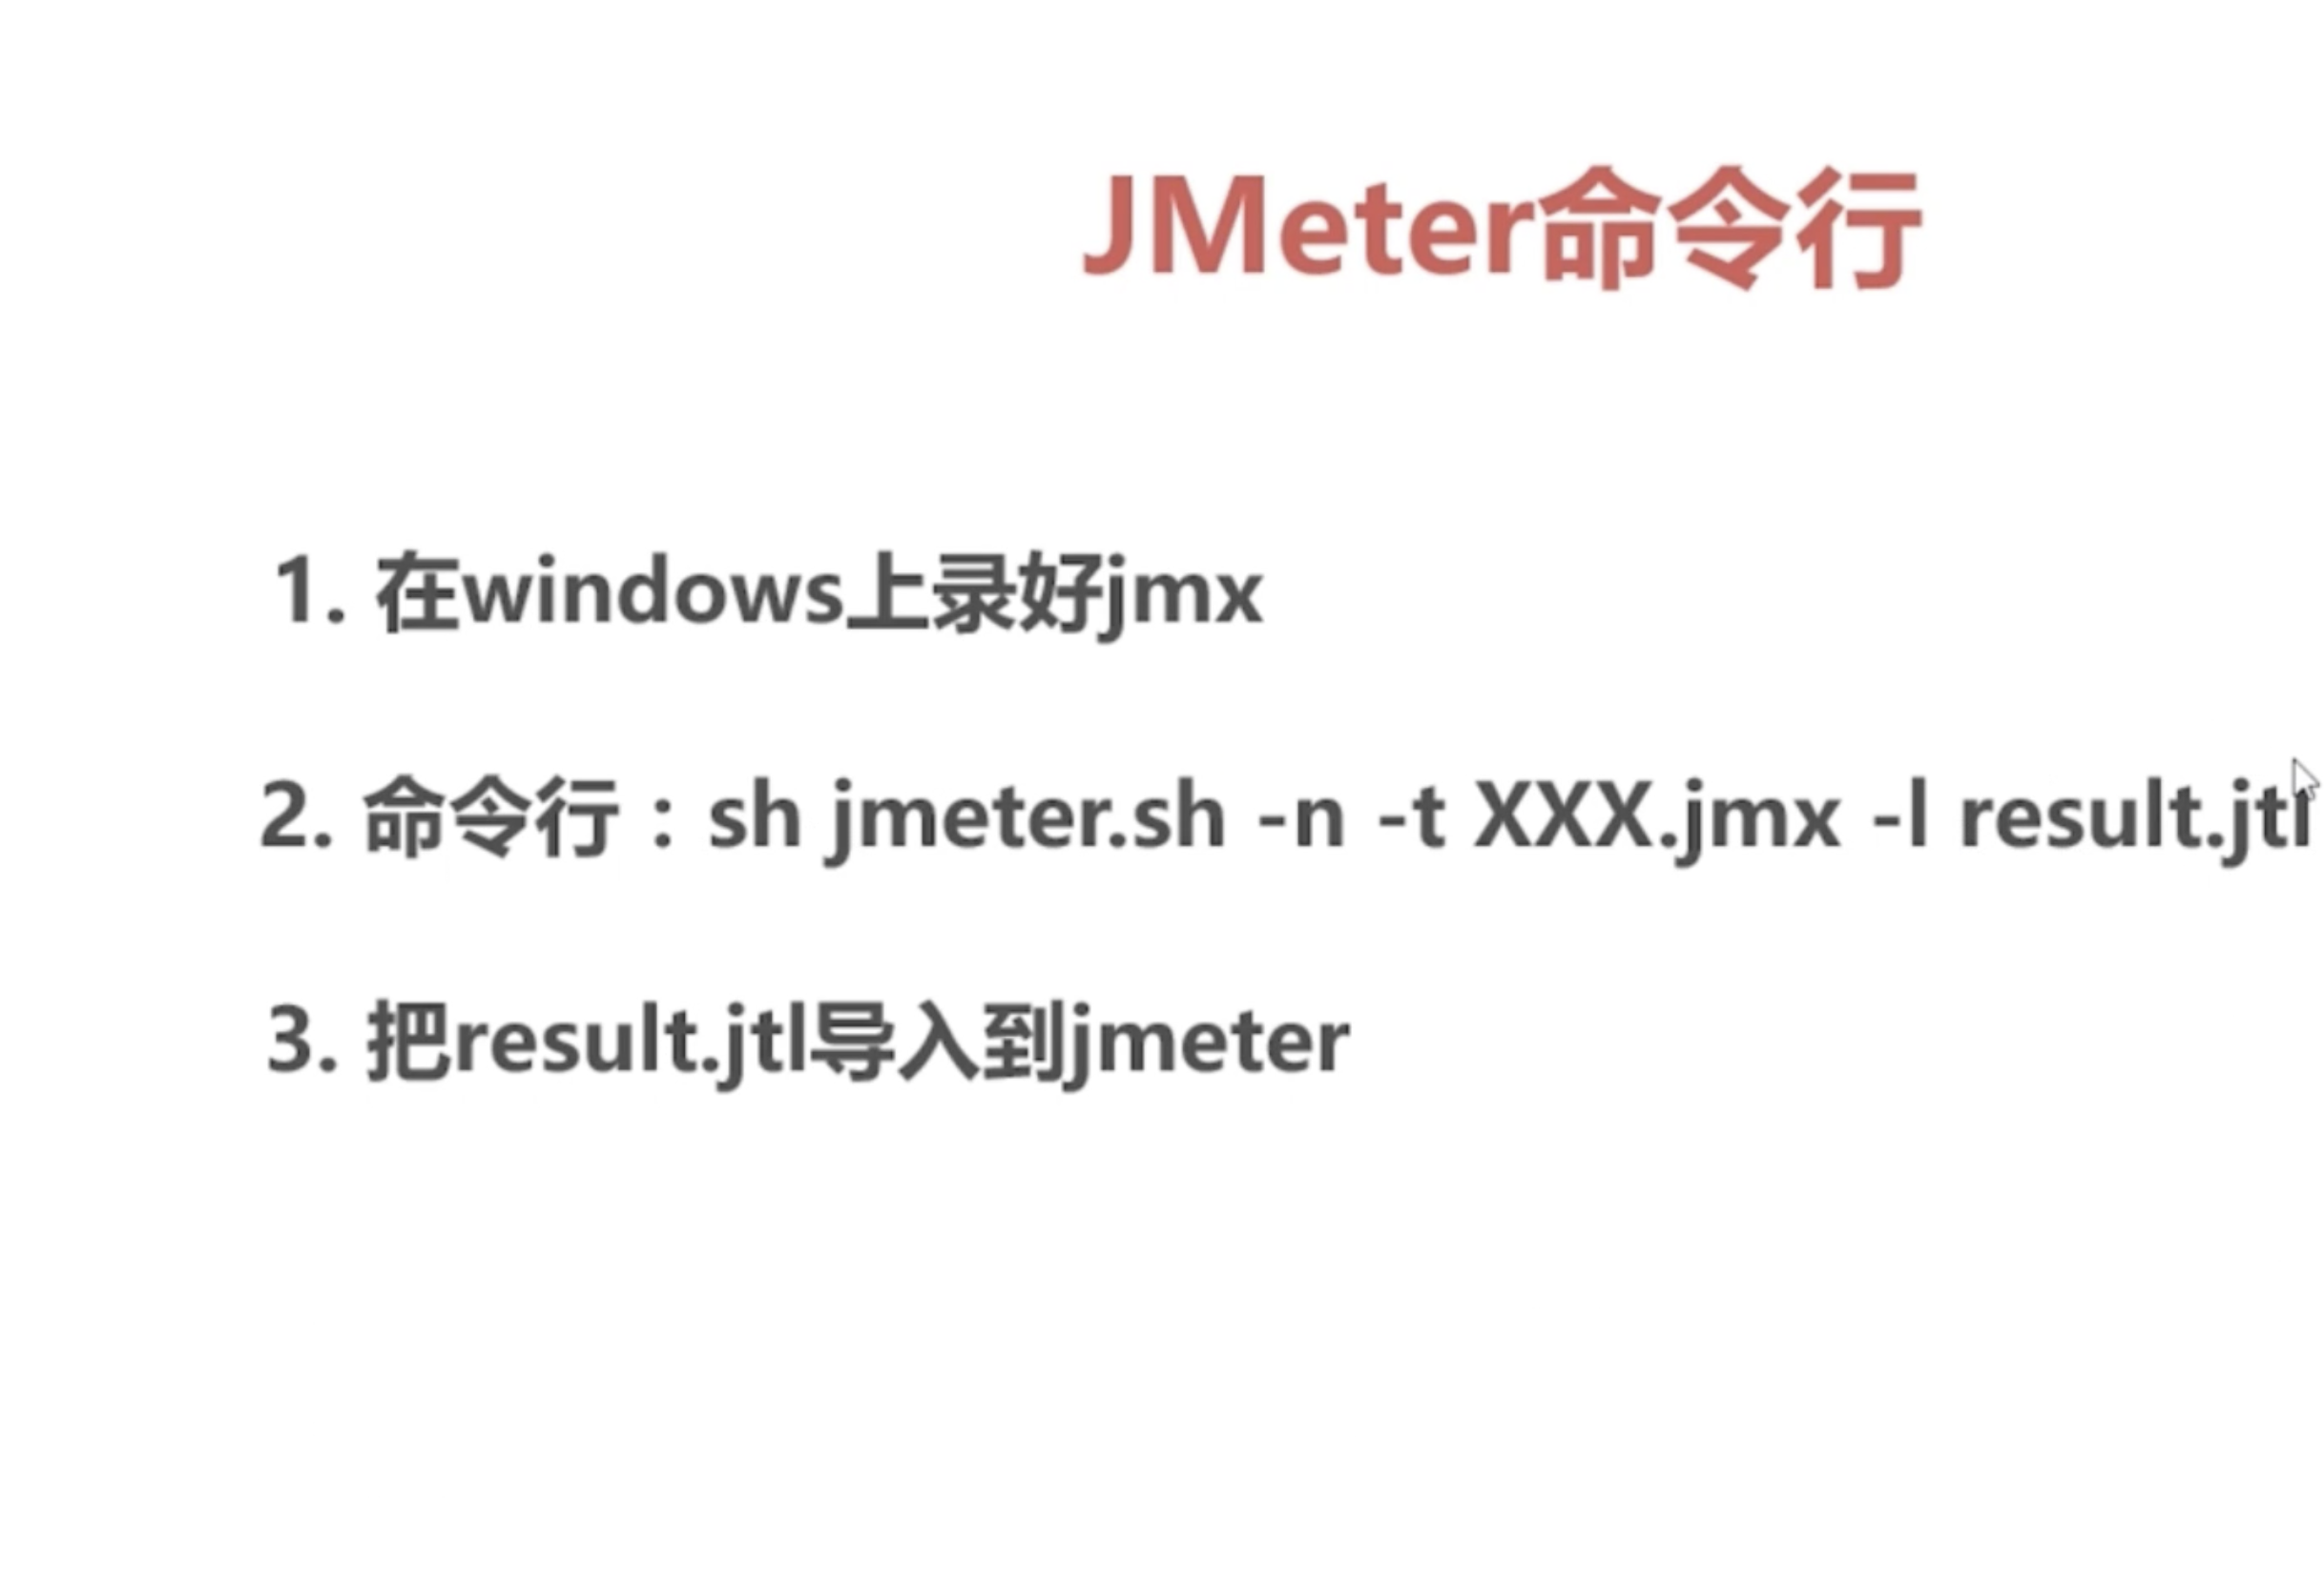 JMeter命令行
1. 在windows上录好jmx
2. 命令行：sh jmeter.sh -n -t XXX.jmx -l result.jtl
3. 把result.jtl导入到jmeter